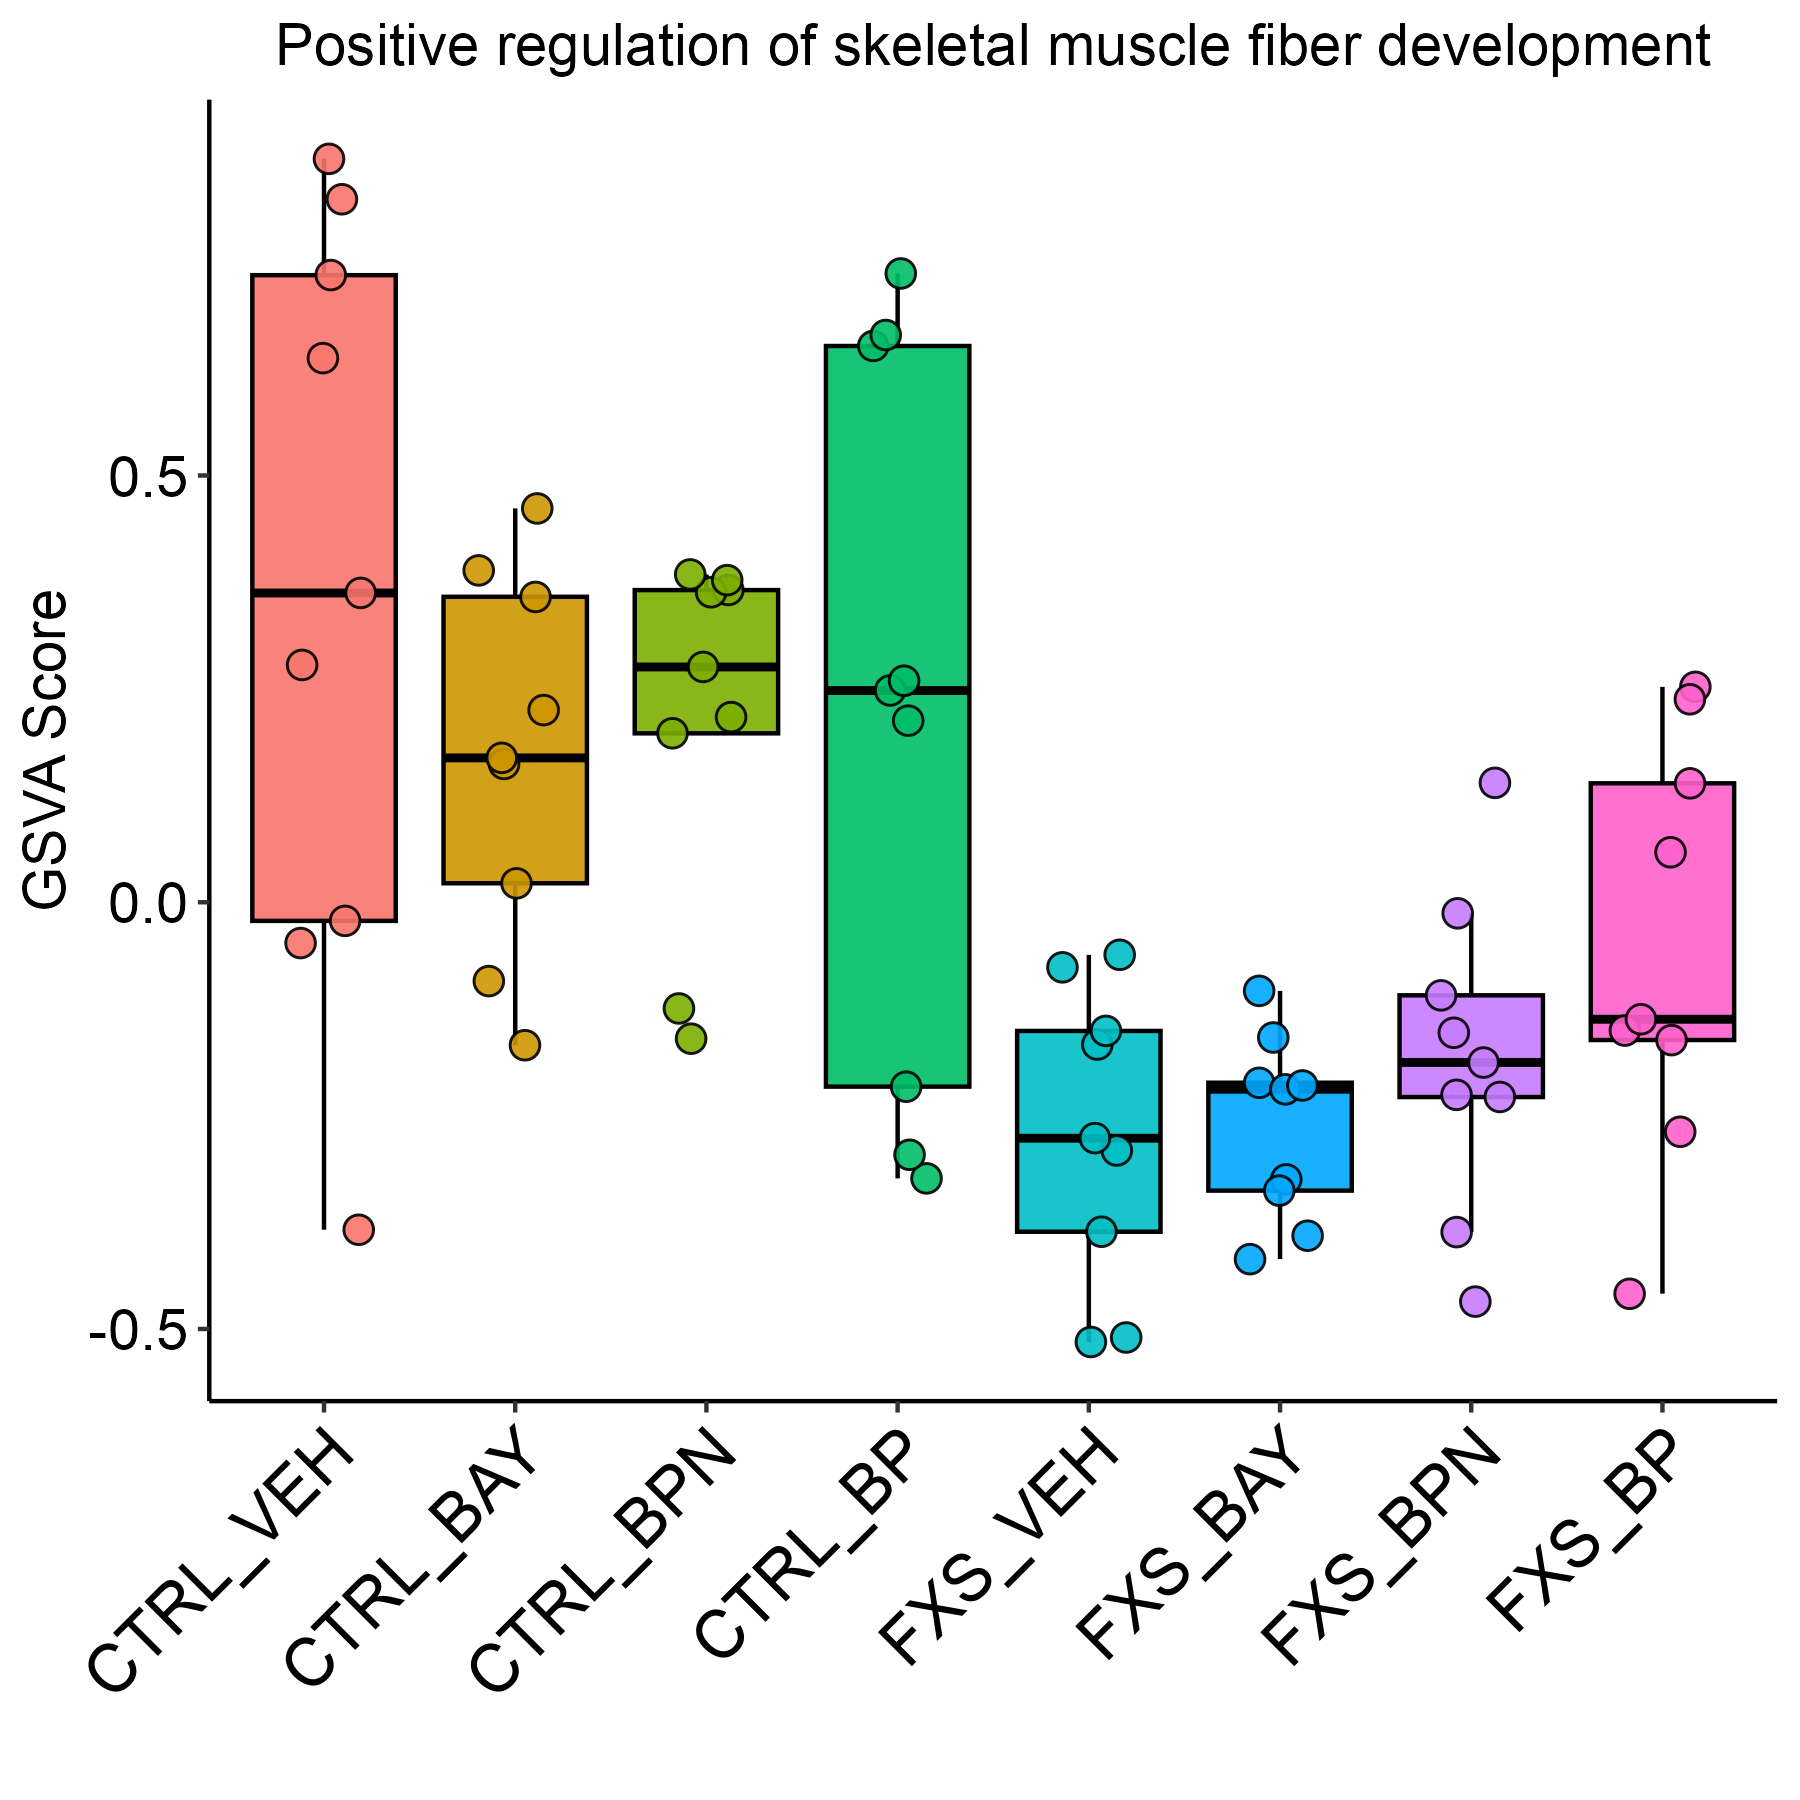 Positive regulation of skeletal muscle fiber development
GSVA Score
0.5
0.0
-0.5
CTRL_VEH
CTRL_BAY
CTRL_BPN
CTRL_BP
FXS_VEH
FXS_BAY
FXS_BPN
FXS_BP